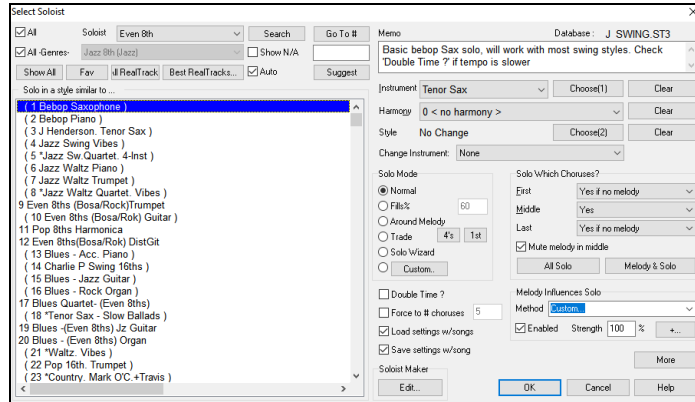 Select Soloist
All Soloist Even 8th Search Go To #
All -Genres- Jazz 8th (Jazz) Show N/A
Show All Fav All RealTrack Best RealTracks... Auto Suggest
Solo in a style similar to ...
( 1 Bebop Saxophone )
( 2 Bebop Piano )
( 3 J Henderson. Tenor Sax )
( 4 Jazz Swing Vibes )
( 5 *Jazz Sw.Quartet. 4-Inst )
( 6 Jazz Waltz Piano )
( 7 Jazz Waltz Trumpet )
( 8 *Jazz Waltz Quartet. Vibes )
9 Even 8ths (Bosa/Rock)Trumpet
( 10 Even 8ths (Bosa/Rok) Guitar )
11 Pop 8ths Harmonica
12 Even 8ths(Bosa/Rok) DistGit
( 13 Blues - Acc. Piano )
( 14 Charlie P Swing 16ths )
( 15 Blues - Jazz Guitar )
( 16 Blues - Rock Organ )
17 Blues Quartet- (Even 8ths)
( 18 *Tenor Sax - Slow Ballads )
19 Blues -(Even 8ths) Jz Guitar
20 Blues - (Even 8ths) Organ
( 21 *Waltz. Vibes )
( 22 Pop 16th. Trumpet )
( 23 *Country. Mark O'C.+Travis )
Memo Database : J_SWING.ST3
Basic bebop Sax solo, will work with most swing styles. Check
'Double Time ?' if tempo is slower
Instrument Tenor Sax Choose(1) Clear
Harmony 0 < no harmony > Clear
Style No Change Choose(2) Clear
Change Instrument: None
Solo Mode
Normal
Fills% 60
Around Melody
Trade 4's 1st
Solo Wizard
Custom..
Double Time ?
Force to # choruses 5
Load settings w/songs
Save settings w/song
Soloist Maker
Edit...
Solo Which Choruses?
First Yes if no melody
Middle Yes
Last Yes if no melody
Mute melody in middle
All Solo Melody & Solo
Melody Influences Solo
Method Custom...
Enabled Strength 100 % +...
More
OK Cancel Help